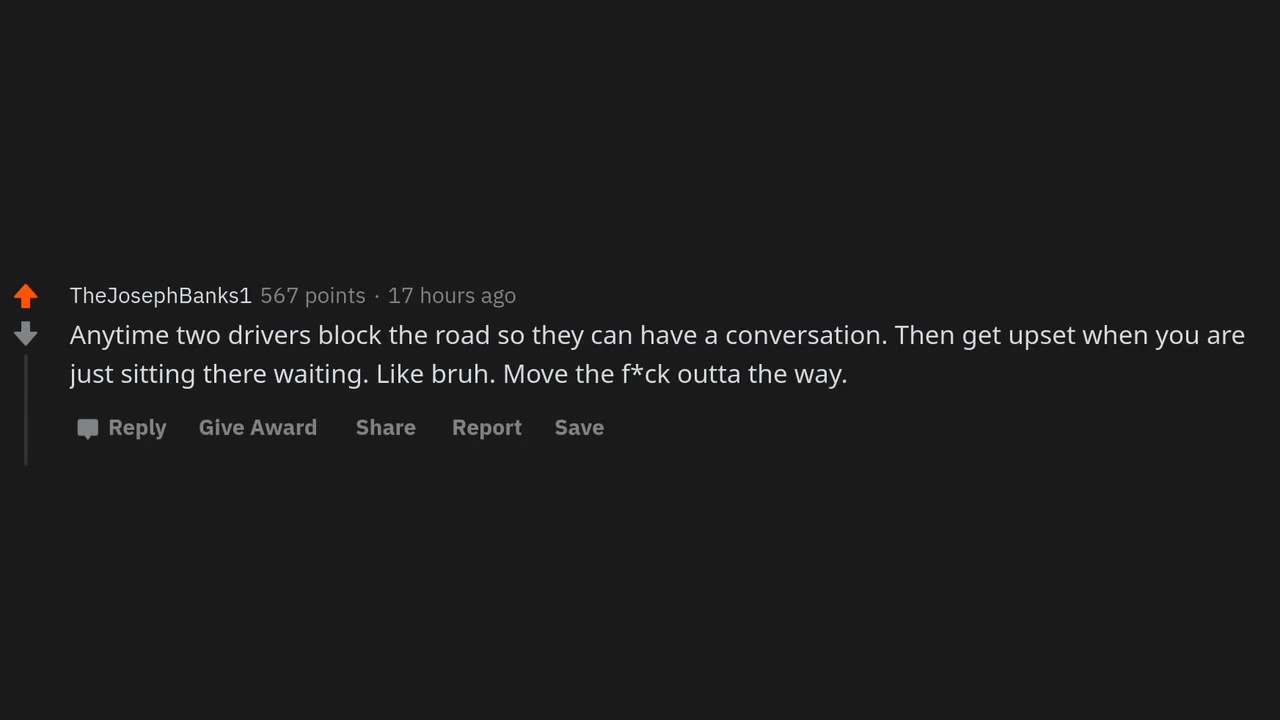 TheJosephBanks1 567 points · 17 hours ago
Anytime two drivers block the road so they can have a conversation. Then get upset when you are
just sitting there waiting. Like bruh. Move the f*ck outta the way.
Reply Give Award Share Report Save